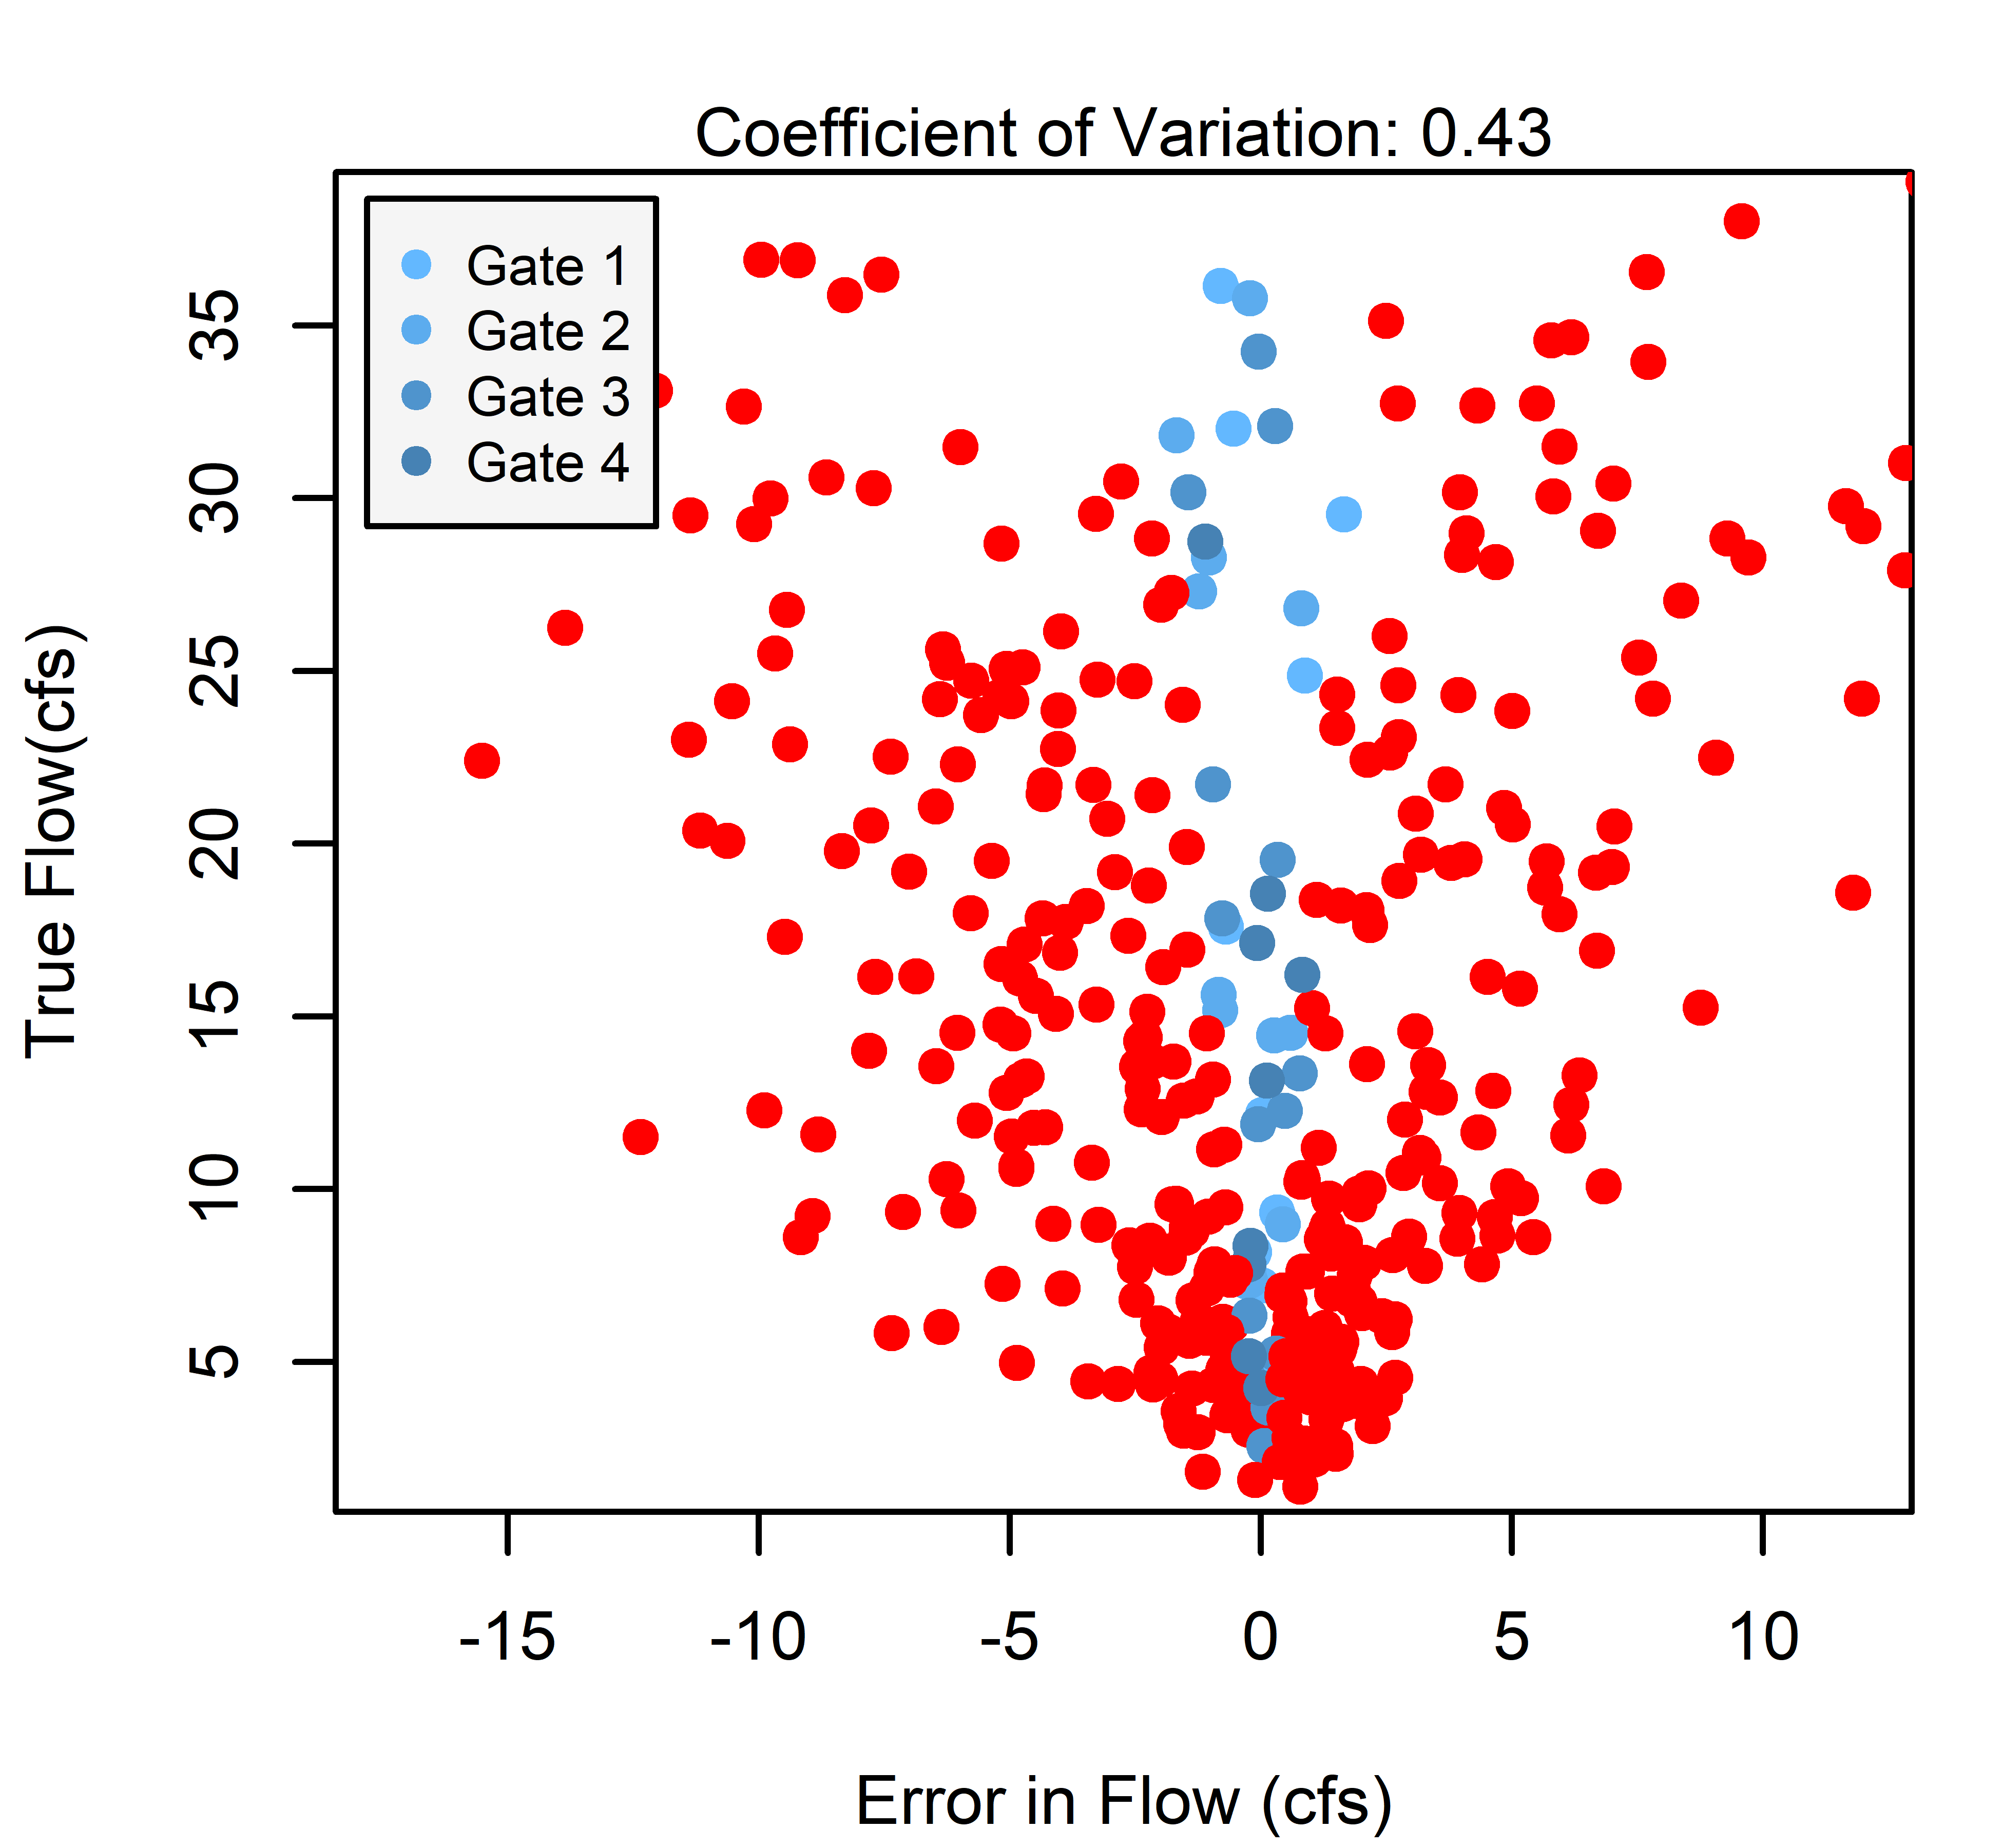 Coefficient of Variation: 0.43
Gate 1
Gate 2
Gate 3
Gate 4
True Flow(cfs)
35
30
25
20
15
10
5
-15 -10 -5 0 5 10
Error in Flow (cfs)